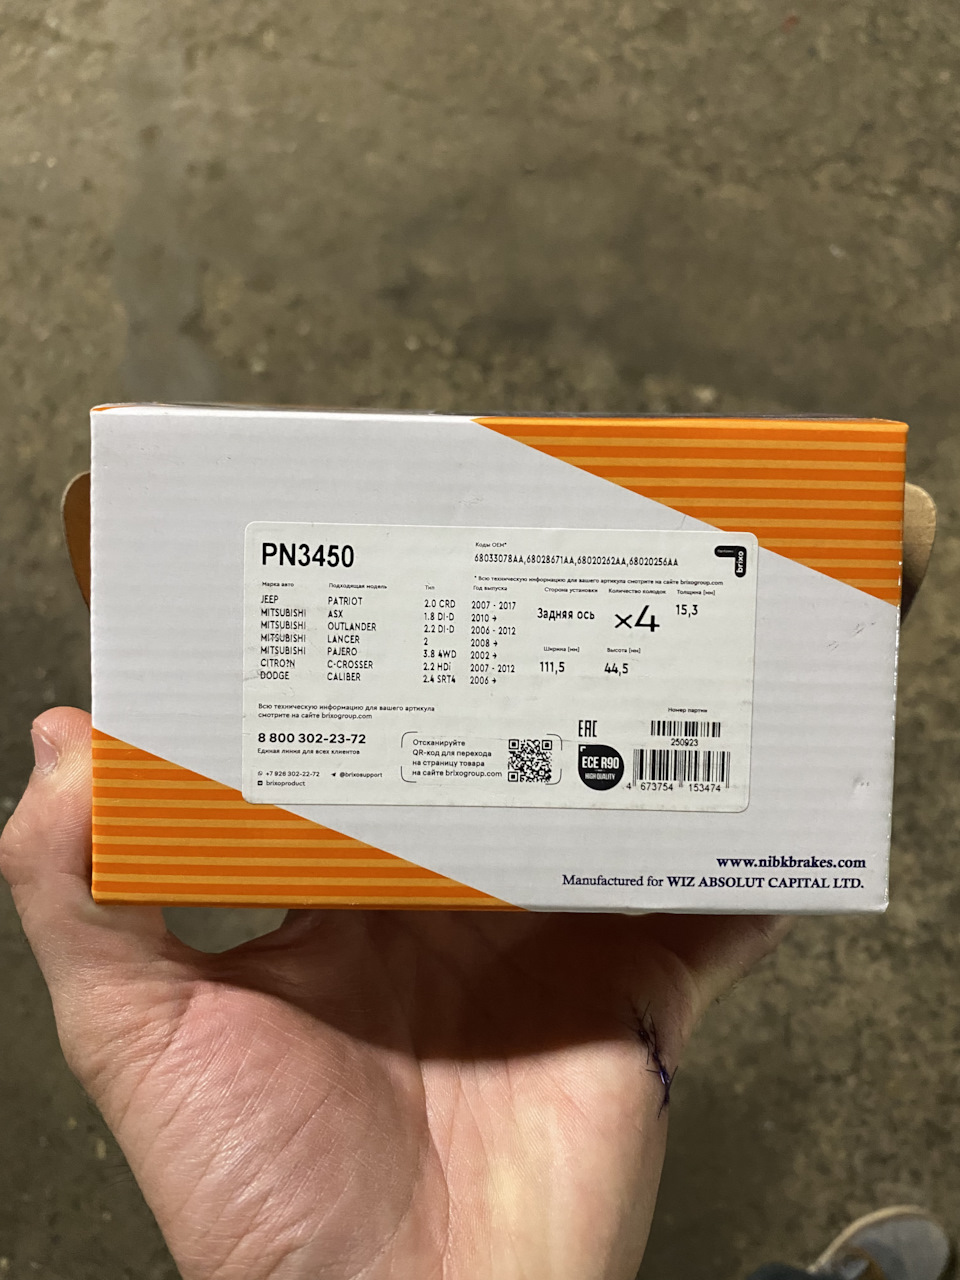 PN3450
Коды OEM*
68033078AA,68028671AA,68020262AA,68020256AA
brixo
* Всю техническую информацию для вашего артикула смотрите на сайте brixogroup.com
Марка авто Подходящая модель Тип Год выпуска Сторона установки Количество колодок Толщина (мм)
JEEP PATRIOT 2.0 CRD 2007 - 2017
MITSUBISHI ASX 1.8 DI-D 2010 →
MITSUBISHI OUTLANDER 2.2 DI-D 2006 - 2012
MITSUBISHI LANCER 2 2008 →
MITSUBISHI PAJERO 3.8 4WD 2002 →
CITRO?N C-CROSSER 2.2 HDi 2007 - 2012
DODGE CALIBER 2.4 SRT4 2006 →
Задняя ось ×4 15,3
Ширина (мм) Высота (мм)
111,5 44,5
Всю техническую информацию для вашего артикула
смотрите на сайте brixogroup.com
8 800 302-23-72
Единая линия для всех клиентов
+7 926 302-22-72 @brixosupport
brixoproduct
Отсканируйте
QR-код для перехода
на страницу товара
на сайте brixogroup.com
EAC
ECE R90
HIGH QUALITY
Номер партии
250923
4 673754 153474
www.nibkbrakes.com
Manufactured for WIZ ABSOLUT CAPITAL LTD.